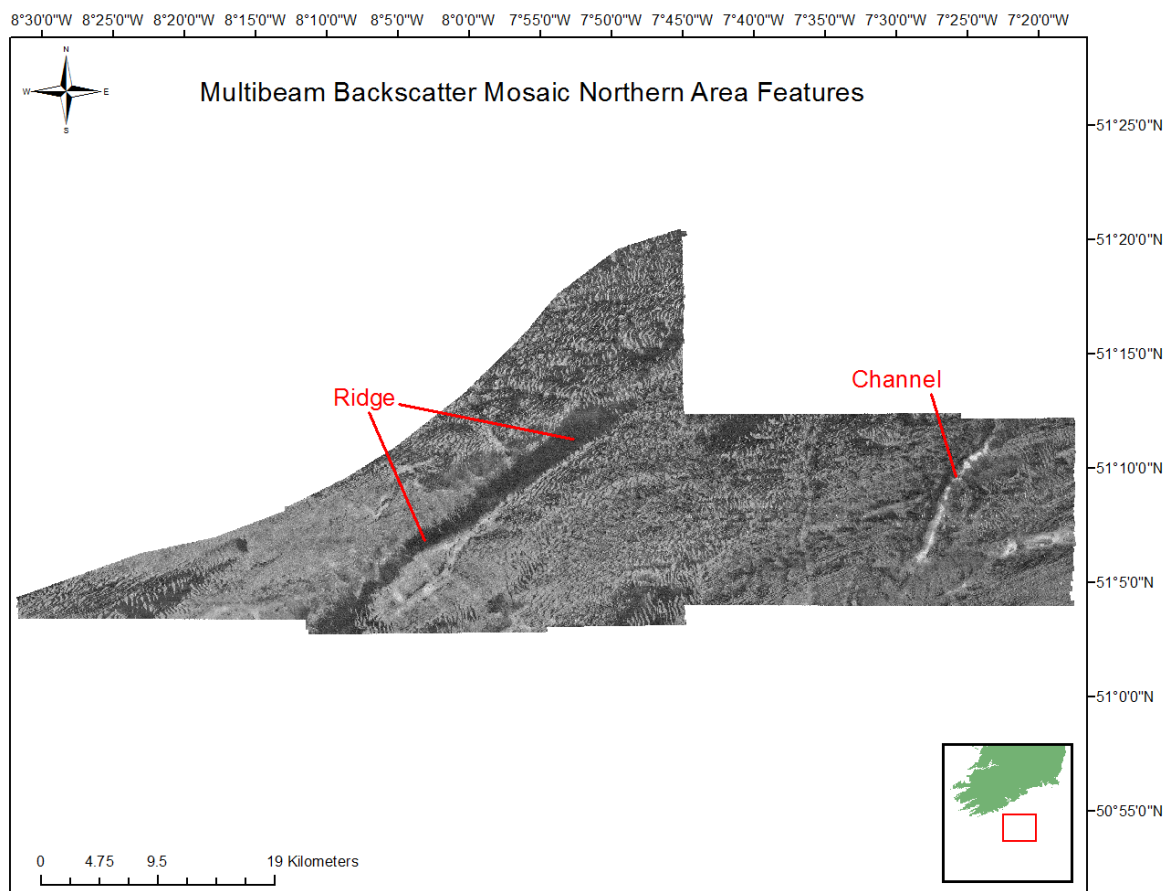 8°30'0"W 8°25'0"W 8°20'0"W 8°15'0"W 8°10'0"W 8°5'0"W 8°0'0"W 7°55'0"W 7°50'0"W 7°45'0"W 7°40'0"W 7°35'0"W 7°30'0"W 7°25'0"W 7°20'0"W
N
W E
S
Multibeam Backscatter Mosaic Northern Area Features
51°25'0"N
51°20'0"N
51°15'0"N
Channel
Ridge
51°10'0"N
51°5'0"N
51°0'0"N
50°55'0"N
0 4.75 9.5 19 Kilometers